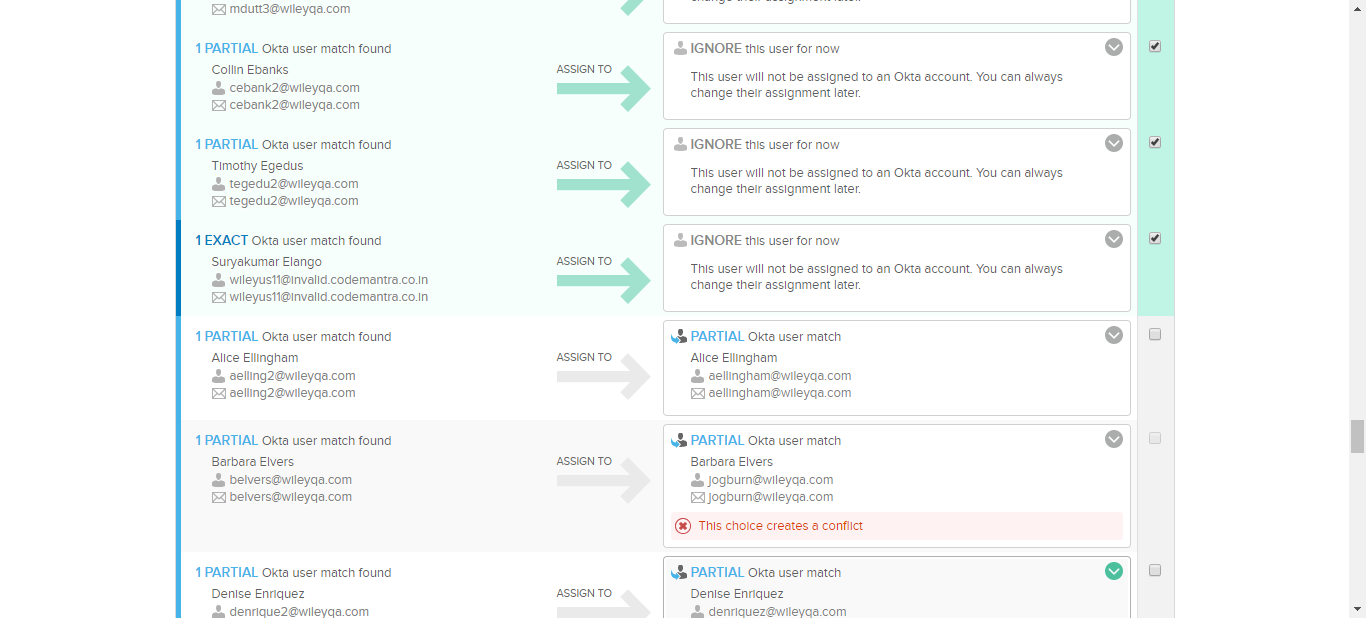 mdutt3@wileyqa.com
1 PARTIAL Okta user match found
Collin Ebanks
cebank2@wileyqa.com
cebank2@wileyqa.com
ASSIGN TO
IGNORE this user for now
This user will not be assigned to an Okta account. You can always
change their assignment later.
1 PARTIAL Okta user match found
Timothy Egedus
tegedu2@wileyqa.com
tegedu2@wileyqa.com
ASSIGN TO
IGNORE this user for now
This user will not be assigned to an Okta account. You can always
change their assignment later.
1 EXACT Okta user match found
Suryakumar Elango
wileyus11@invalid.codemantra.co.in
wileyus11@invalid.codemantra.co.in
ASSIGN TO
IGNORE this user for now
This user will not be assigned to an Okta account. You can always
change their assignment later.
1 PARTIAL Okta user match found
Alice Ellingham
aelling2@wileyqa.com
aelling2@wileyqa.com
ASSIGN TO
PARTIAL Okta user match
Alice Ellingham
aellingham@wileyqa.com
aellingham@wileyqa.com
1 PARTIAL Okta user match found
Barbara Elvers
belvers@wileyqa.com
belvers@wileyqa.com
ASSIGN TO
PARTIAL Okta user match
Barbara Elvers
jogburn@wileyqa.com
jogburn@wileyqa.com
This choice creates a conflict
1 PARTIAL Okta user match found
Denise Enriquez
denrique2@wileyqa.com
ASSIGN TO
PARTIAL Okta user match
Denise Enriquez
denriquez@wileyqa.com